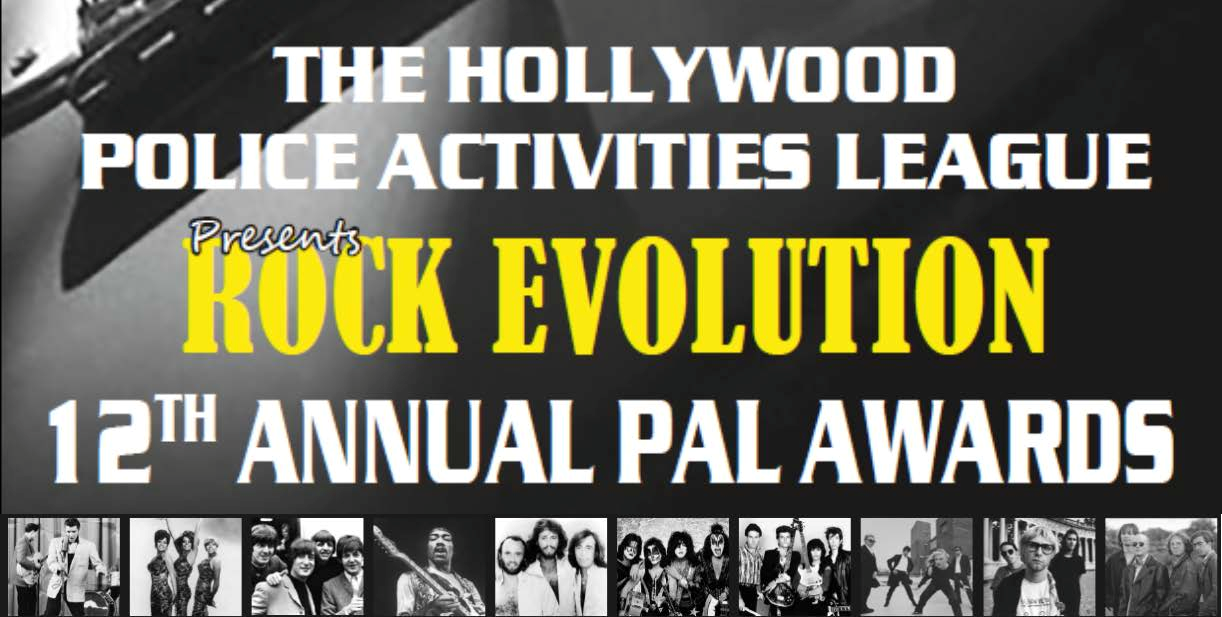 THE HOLLYWOOD
POLICE ACTIVITIES LEAGUE
Presents
ROCK EVOLUTION
12TH ANNUAL PAL AWARDS